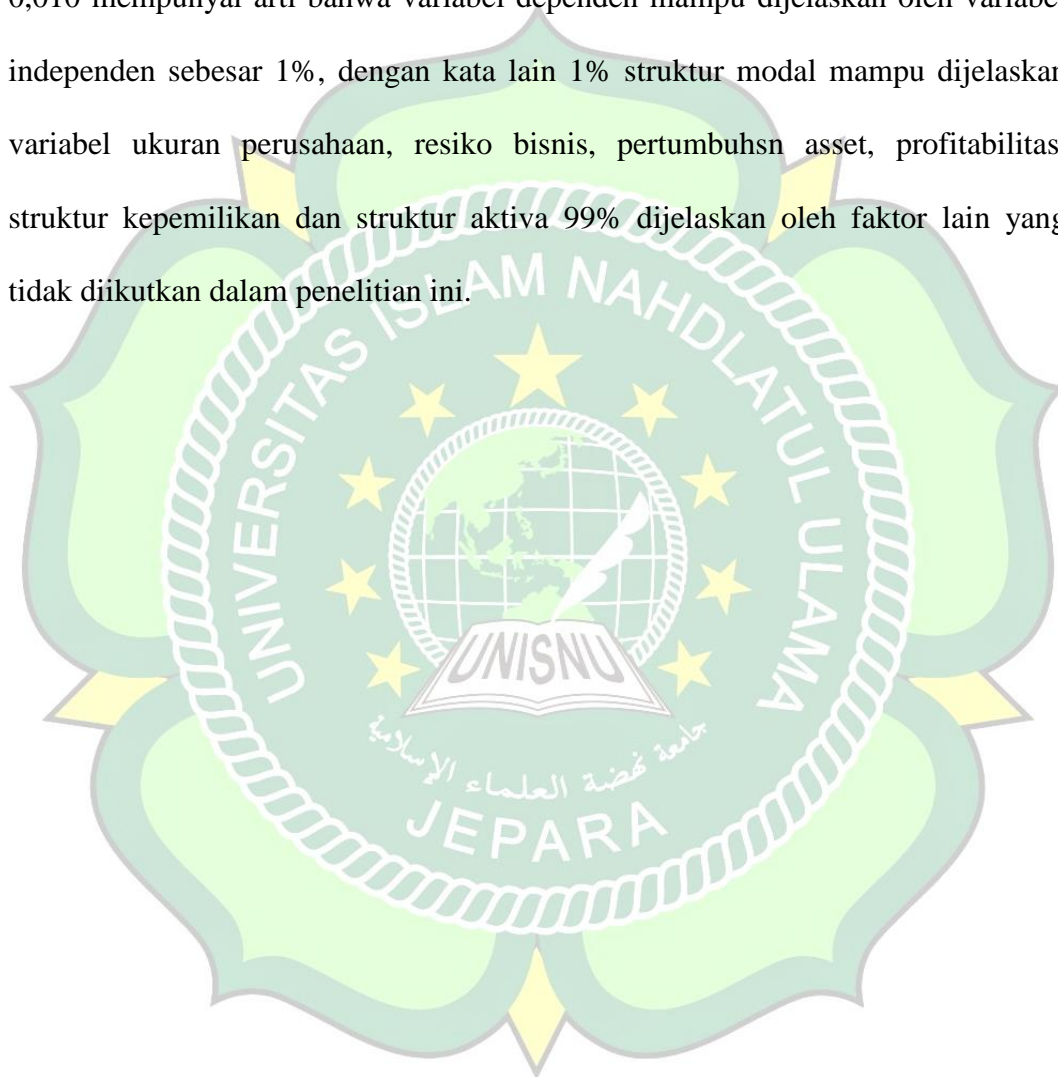 0,010 mempunyai arti bahwa variabel dependen mampu dijelaskan oleh variabel
independen sebesar 1%, dengan kata lain 1% struktur modal mampu dijelaskan
variabel ukuran perusahaan, resiko bisnis, pertumbuhsn asset, profitabilitas
struktur kepemilikan dan struktur aktiva 99% dijelaskan oleh faktor lain yang
tidak diikutkan dalam penelitian ini.
UNIVERSITAS ISLAM NAHDLATUL ULAMA
UNISNU
جامعة نهضة العلماء الإسلامية
JEPARA